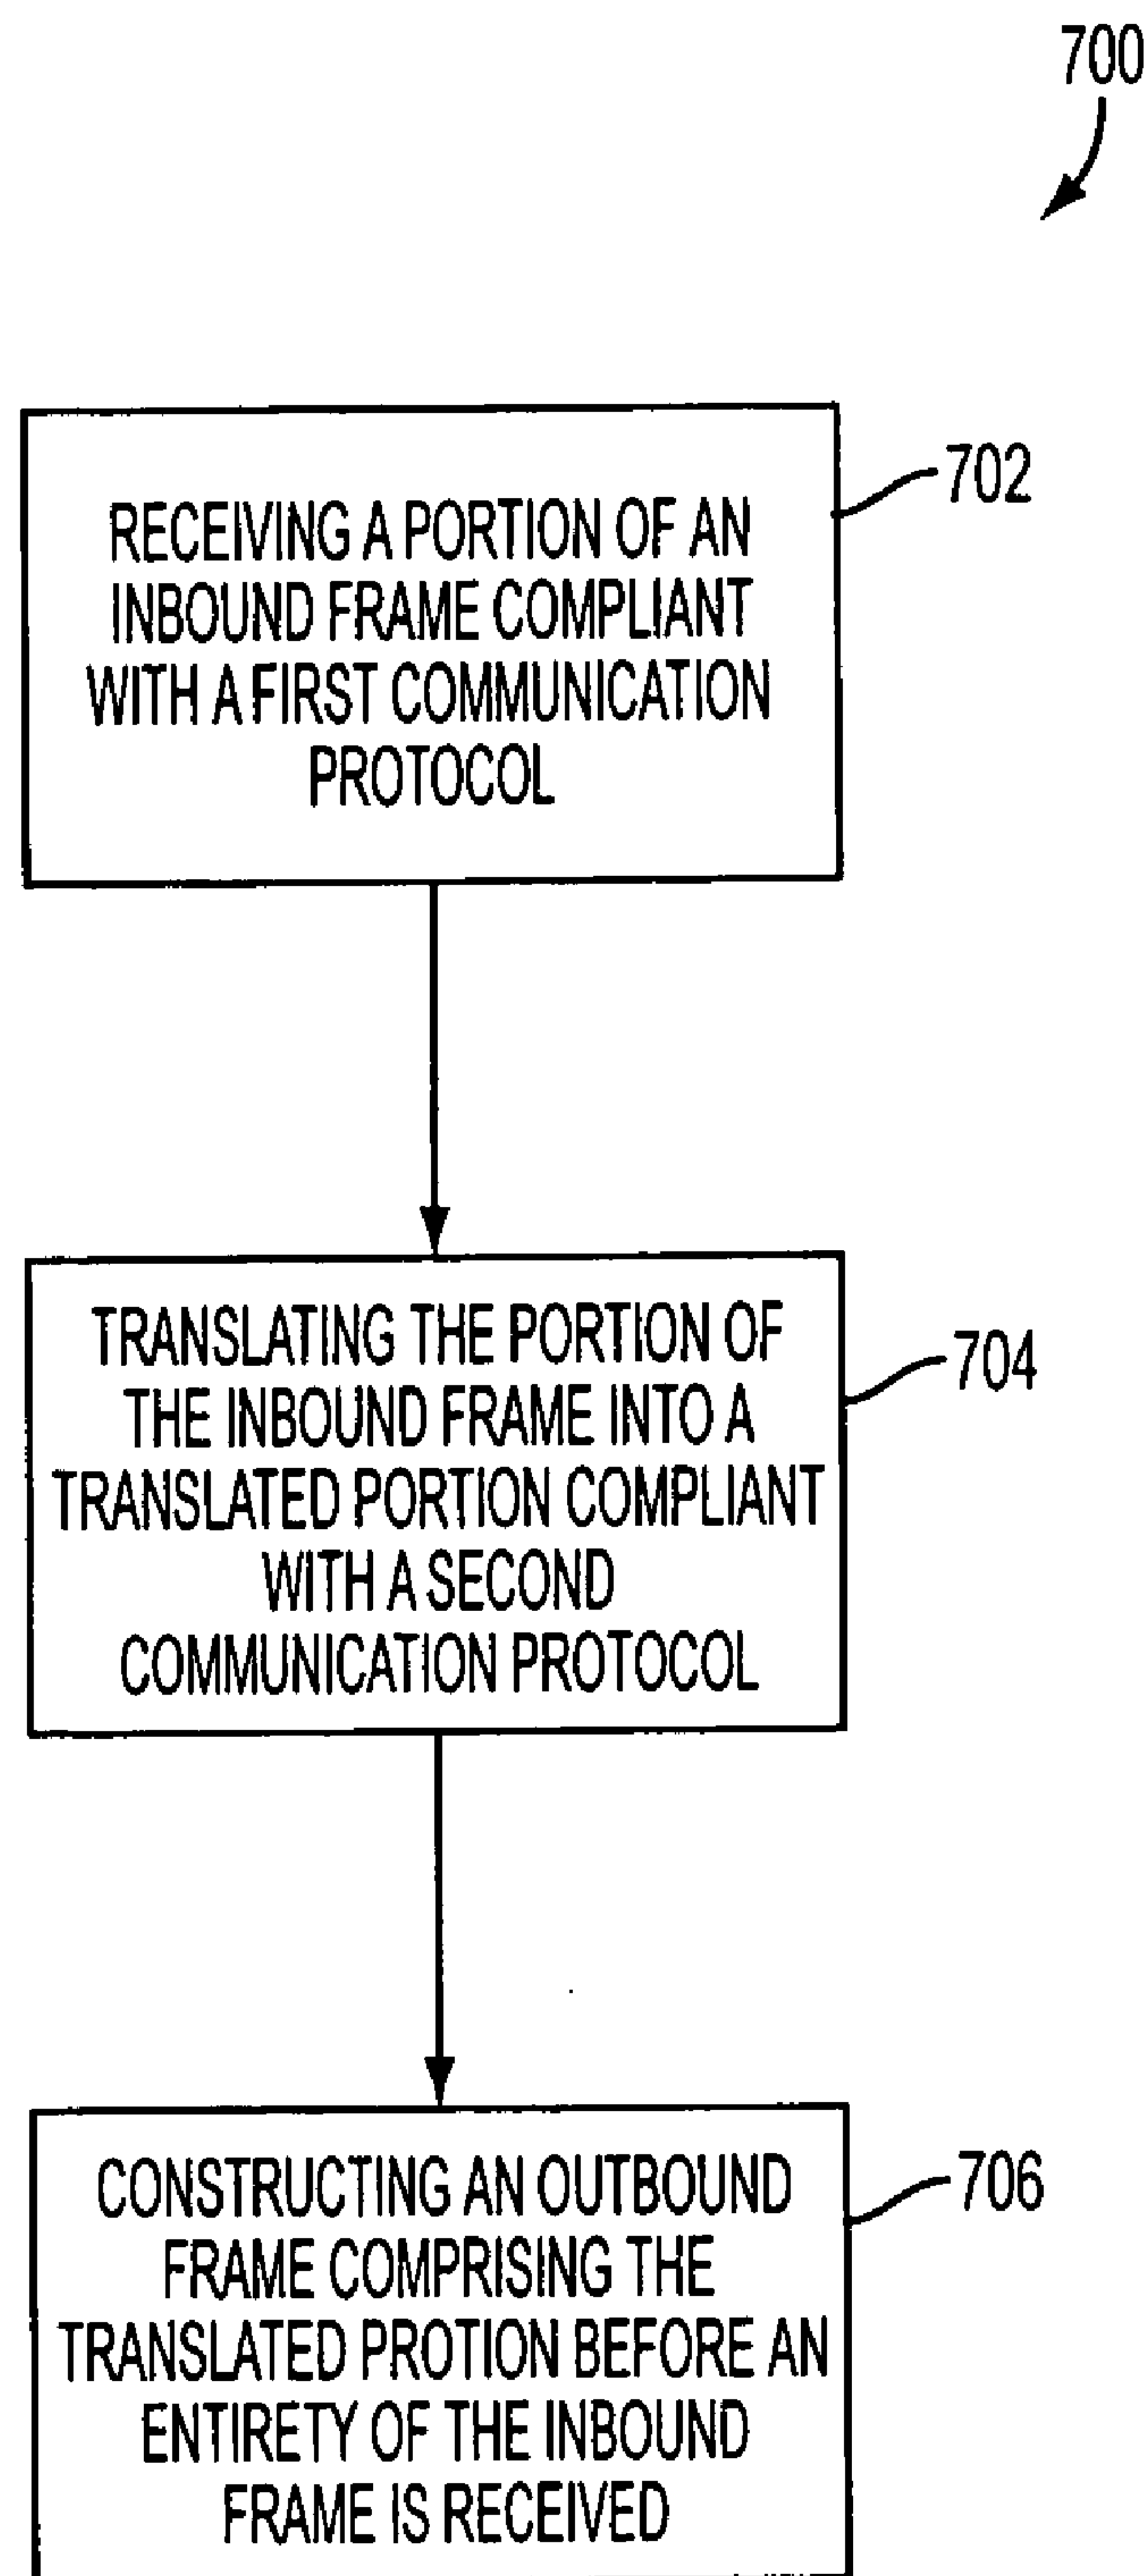 700
RECEIVING A PORTION OF AN
INBOUND FRAME COMPLIANT
WITH A FIRST COMMUNICATION
PROTOCOL
702
TRANSLATING THE PORTION OF
THE INBOUND FRAME INTO A
TRANSLATED PORTION COMPLIANT
WITH A SECOND
COMMUNICATION PROTOCOL
704
CONSTRUCTING AN OUTBOUND
FRAME COMPRISING THE
TRANSLATED PROTION BEFORE AN
ENTIRETY OF THE INBOUND
FRAME IS RECEIVED
706